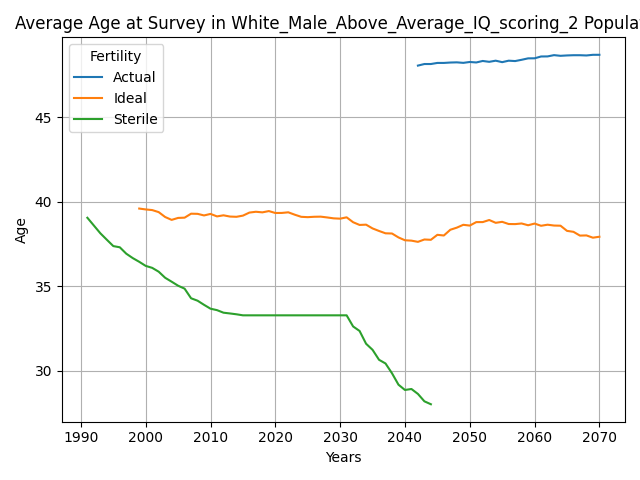 Average Age at Survey in White_Male_Above_Average_IQ_scoring_2 Popula
Fertility
Actual
Ideal
Sterile
45
40
35
30
Age
1990 2000 2010 2020 2030 2040 2050 2060 2070
Years